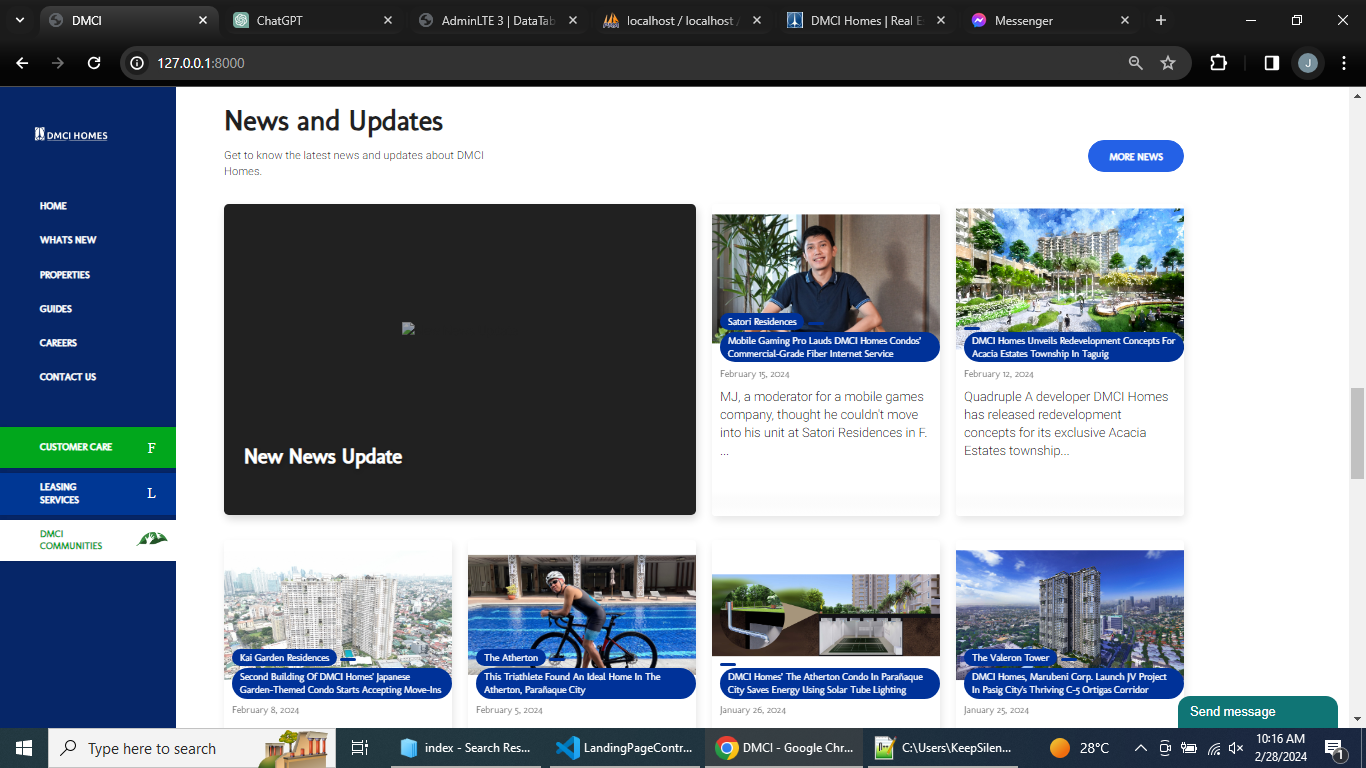 DMCI
ChatGPT
AdminLTE 3 | DataTab
localhost / localhost /
DMCI Homes | Real E
Messenger
127.0.0.1:8000
J
DMCI HOMES
HOME
WHATS NEW
PROPERTIES
GUIDES
CAREERS
CONTACT US
CUSTOMER CARE F
LEASING
SERVICES
L
DMCI
COMMUNITIES
News and Updates
Get to know the latest news and updates about DMCI
Homes.
MORE NEWS
New News Update
Satori Residences
Mobile Gaming Pro Lauds DMCI Homes Condos'
Commercial-Grade Fiber Internet Service
February 15, 2024
MJ, a moderator for a mobile games
company, thought he couldn't move
into his unit at Satori Residences in F.
...
DMCI Homes Unveils Redevelopment Concepts For
Acacia Estates Township In Taguig
February 12, 2024
Quadruple A developer DMCI Homes
has released redevelopment
concepts for its exclusive Acacia
Estates township...
Kai Garden Residences
Second Building Of DMCI Homes' Japanese
Garden-Themed Condo Starts Accepting Move-Ins
February 8, 2024
The Atherton
This Triathlete Found An Ideal Home In The
Atherton, Parañaque City
February 5, 2024
DMCI Homes' The Atherton Condo In Parañaque
City Saves Energy Using Solar Tube Lighting
January 26, 2024
The Valeron Tower
DMCI Homes, Marubeni Corp. Launch JV Project
In Pasig City's Thriving C-5 Ortigas Corridor
January 25, 2024
Send message
Type here to search
index - Search Res...
LandingPageContr...
DMCI - Google Chr...
C:\Users\KeepSilen...
28°C
10:16 AM
2/28/2024
1